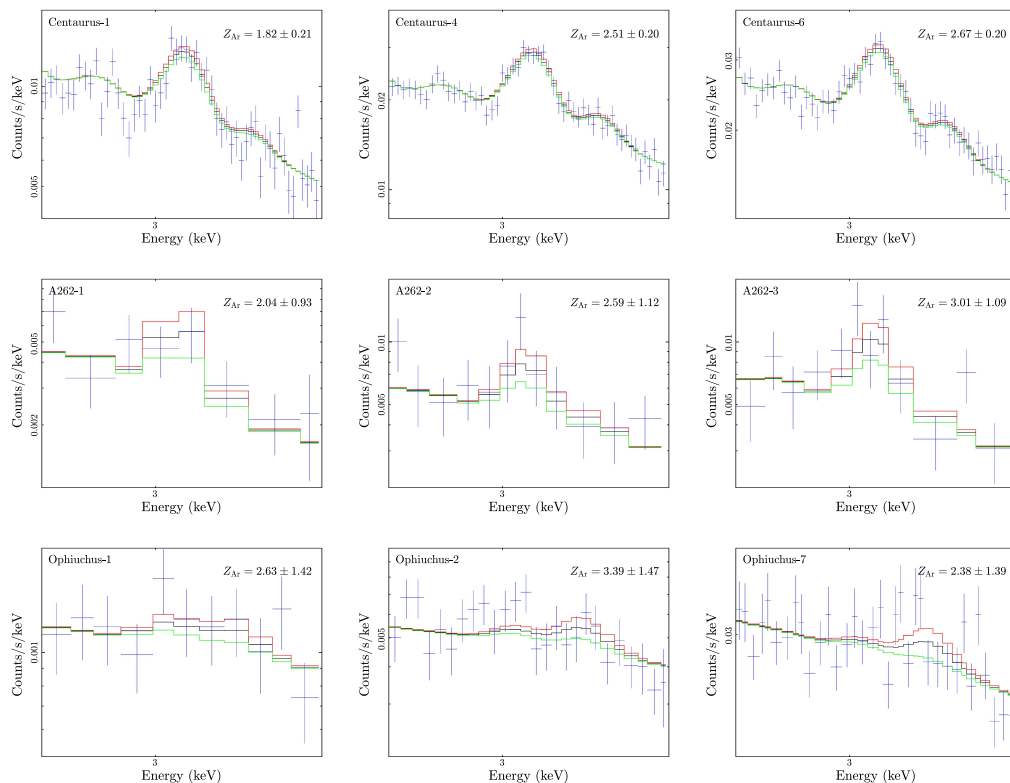 Centaurus-1
Z_Ar = 1.82 ± 0.21
Counts/s/keV
0.01
0.005
3
Energy (keV)
Centaurus-4
Z_Ar = 2.51 ± 0.20
Counts/s/keV
0.02
0.01
3
Energy (keV)
Centaurus-6
Z_Ar = 2.67 ± 0.20
Counts/s/keV
0.03
0.02
3
Energy (keV)
A262-1
Z_Ar = 2.04 ± 0.93
Counts/s/keV
0.005
0.002
3
Energy (keV)
A262-2
Z_Ar = 2.59 ± 1.12
Counts/s/keV
0.01
0.005
3
Energy (keV)
A262-3
Z_Ar = 3.01 ± 1.09
Counts/s/keV
0.01
0.005
3
Energy (keV)
Ophiuchus-1
Z_Ar = 2.63 ± 1.42
Counts/s/keV
0.001
3
Energy (keV)
Ophiuchus-2
Z_Ar = 3.39 ± 1.47
Counts/s/keV
0.005
3
Energy (keV)
Ophiuchus-7
Z_Ar = 2.38 ± 1.39
Counts/s/keV
0.02
3
Energy (keV)